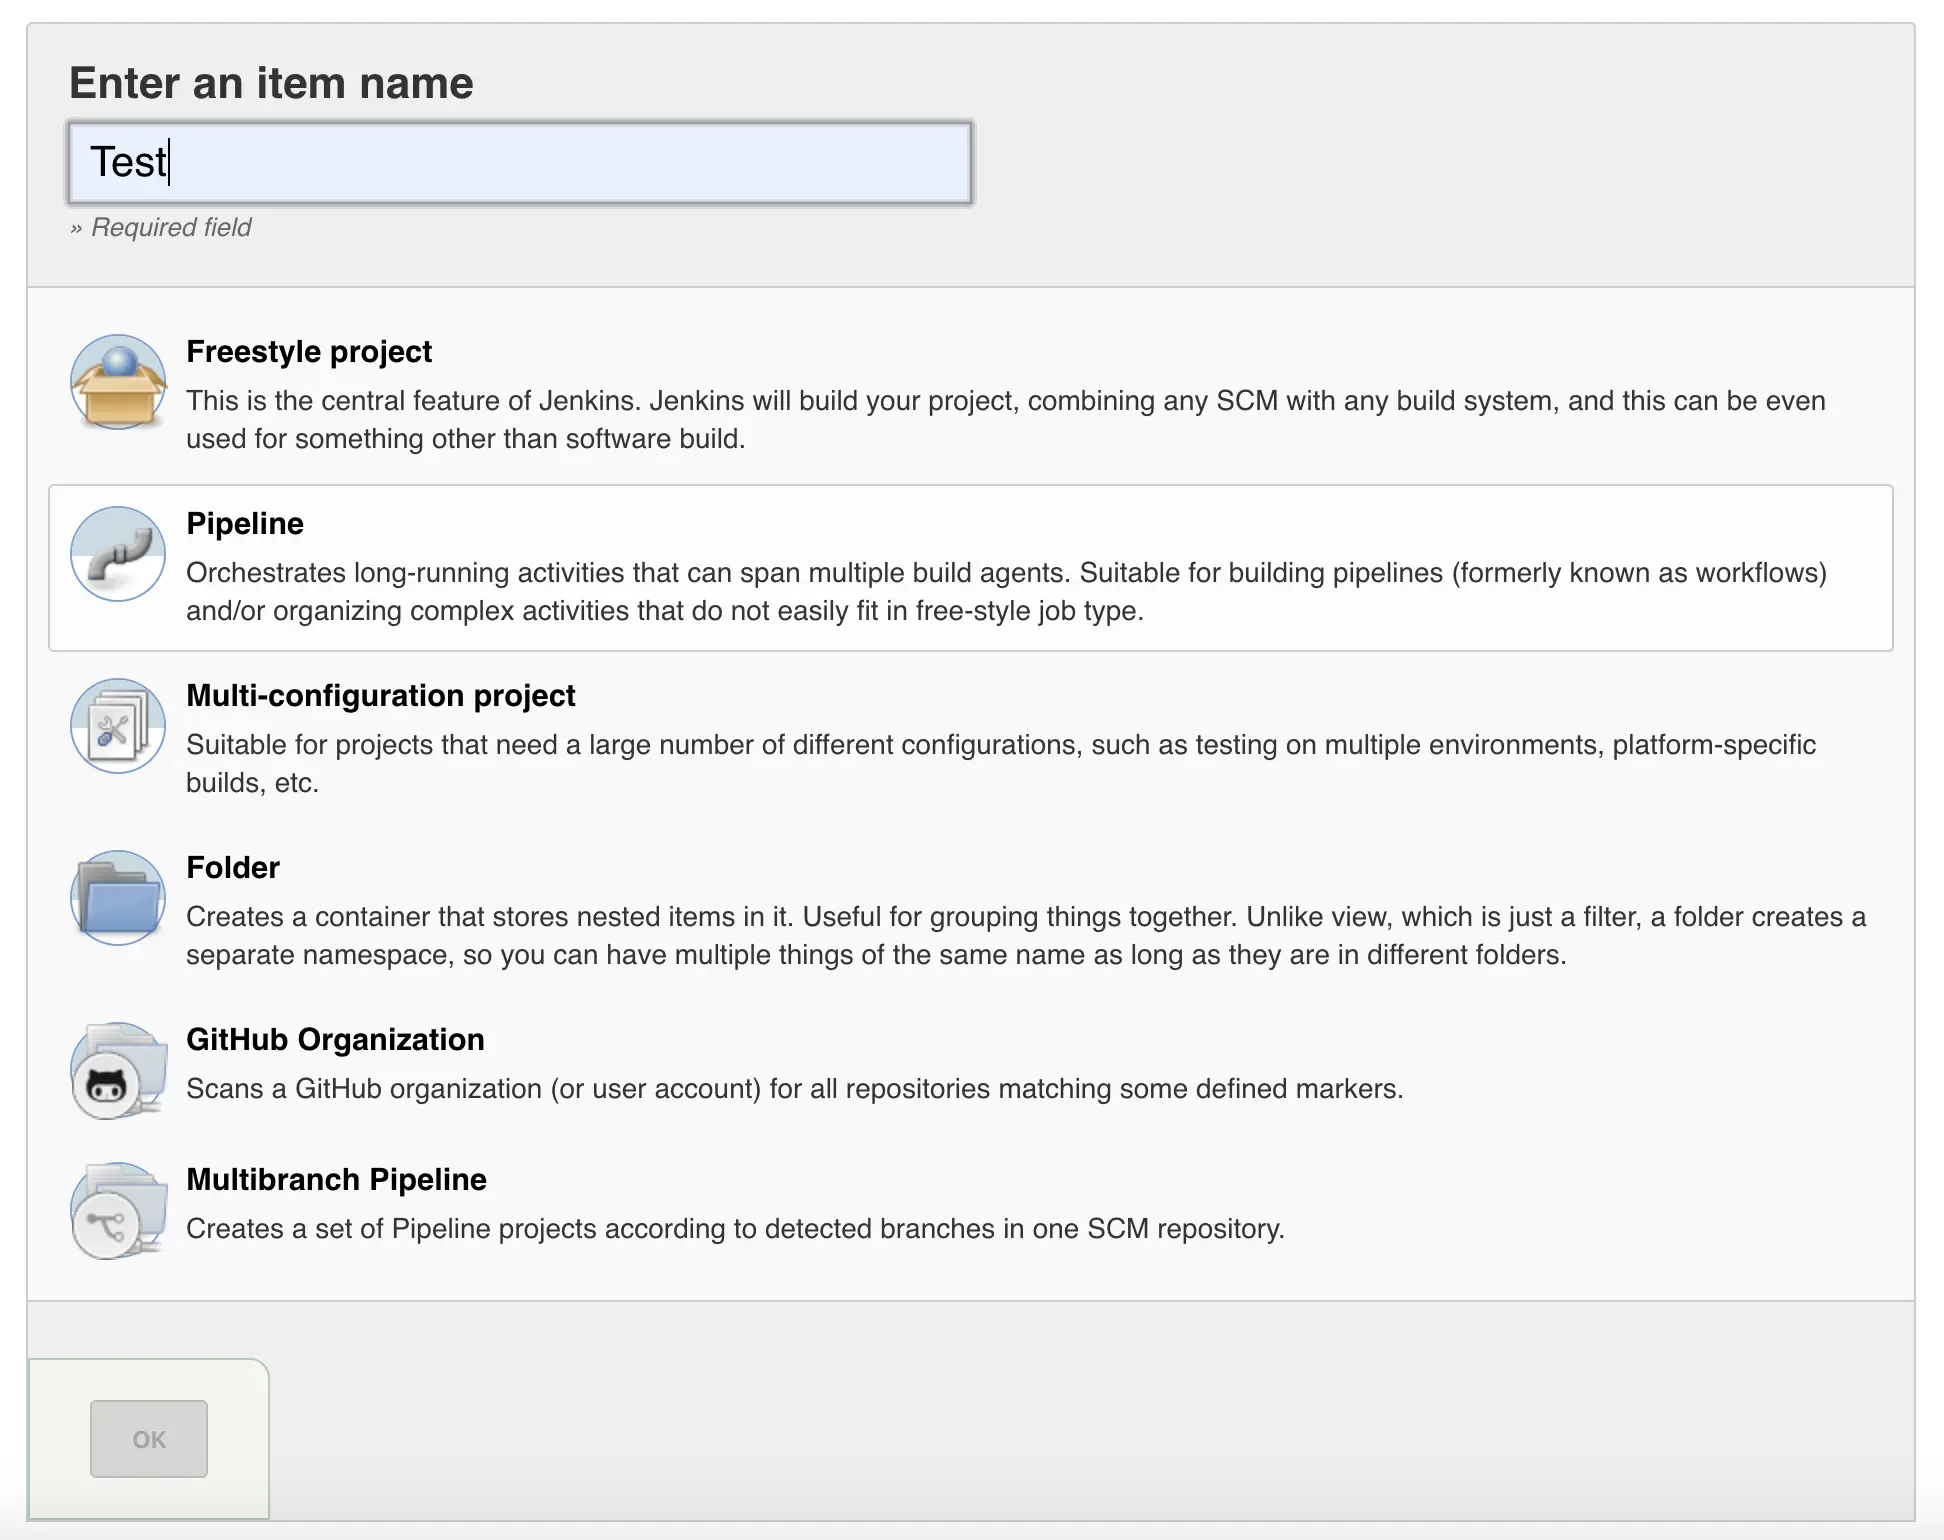 Enter an item name
Test
» Required field
Freestyle project
This is the central feature of Jenkins. Jenkins will build your project, combining any SCM with any build system, and this can be even
used for something other than software build.
Pipeline
Orchestrates long-running activities that can span multiple build agents. Suitable for building pipelines (formerly known as workflows)
and/or organizing complex activities that do not easily fit in free-style job type.
Multi-configuration project
Suitable for projects that need a large number of different configurations, such as testing on multiple environments, platform-specific
builds, etc.
Folder
Creates a container that stores nested items in it. Useful for grouping things together. Unlike view, which is just a filter, a folder creates a
separate namespace, so you can have multiple things of the same name as long as they are in different folders.
GitHub Organization
Scans a GitHub organization (or user account) for all repositories matching some defined markers.
Multibranch Pipeline
Creates a set of Pipeline projects according to detected branches in one SCM repository.
OK